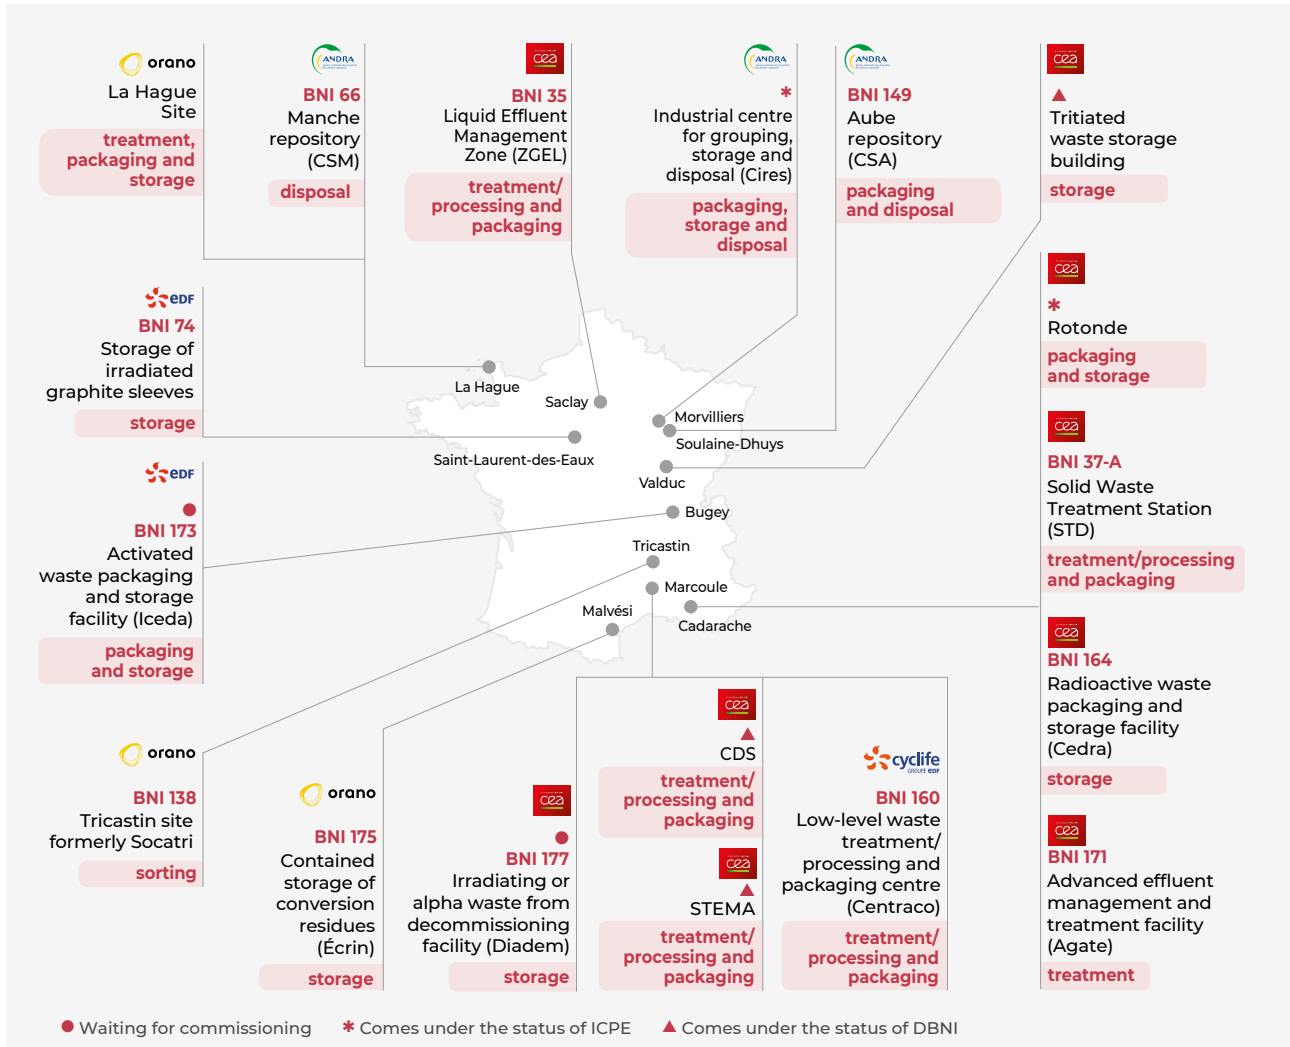 orano
La Hague
Site
treatment,
packaging and
storage
ANDRA
BNI 66
Manche
repository
(CSM)
disposal
cea
BNI 35
Liquid Effluent
Management
Zone (ZGEL)
treatment/
processing and
packaging
ANDRA
*
Industrial centre
for grouping,
storage and
disposal (Cires)
packaging,
storage and
disposal
ANDRA
BNI 149
Aube
repository
(CSA)
packaging
and disposal
cea
Tritiated
waste storage
building
storage
EDF
BNI 74
Storage of
irradiated
graphite sleeves
storage
cea
*
Rotonde
packaging
and storage
La Hague
Saclay
Morvilliers
Soulaine-Dhuys
Saint-Laurent-des-Eaux
Valduc
Bugey
Tricastin
Marcoule
Malvési
Cadarache
EDF
BNI 173
Activated
waste packaging
and storage
facility (Iceda)
packaging
and storage
cea
BNI 37-A
Solid Waste
Treatment Station
(STD)
treatment/processing
and packaging
cea
BNI 164
Radioactive waste
packaging and
storage facility
(Cedra)
storage
orano
BNI 138
Tricastin site
formerly Socatri
sorting
orano
BNI 175
Contained
storage of
conversion
residues
(Écrin)
storage
cea
BNI 177
Irradiating or
alpha waste from
decommissioning
facility (Diadem)
storage
cea
CDS
treatment/
processing and
packaging
cea
STEMA
treatment/
processing and
packaging
cyclife
GROUPE EDF
BNI 160
Low-level waste
treatment/
processing and
packaging centre
(Centraco)
treatment/
processing and
packaging
cea
BNI 171
Advanced effluent
management and
treatment facility
(Agate)
treatment
Waiting for commissioning
* Comes under the status of ICPE
Comes under the status of DBNI